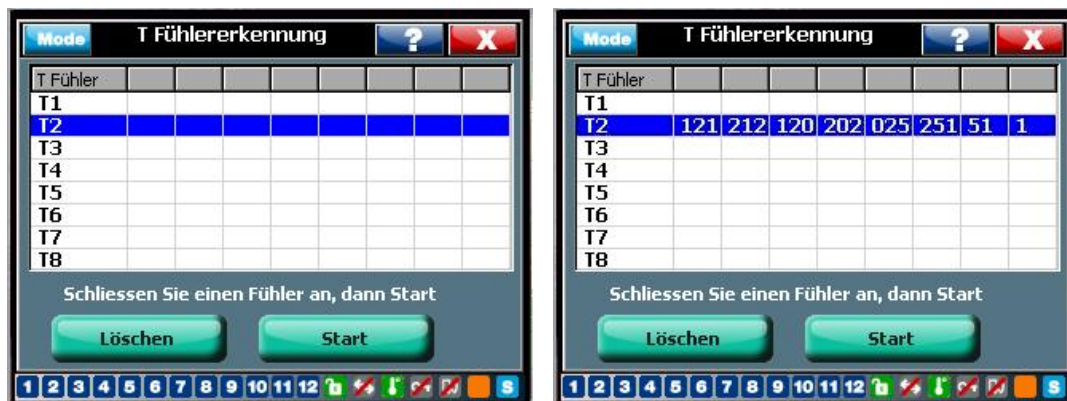 Mode T Fühlererkennung ? X
T Fühler
T1
T2
T3
T4
T5
T6
T7
T8
Schliessen Sie einen Fühler an, dann Start
Löschen Start
1 2 3 4 5 6 7 8 9 10 11 12 S
Mode T Fühlererkennung ? X
T Fühler
T1
T2 121 212 120 202 025 251 51 1
T3
T4
T5
T6
T7
T8
Schliessen Sie einen Fühler an, dann Start
Löschen Start
1 2 3 4 5 6 7 8 9 10 11 12 S